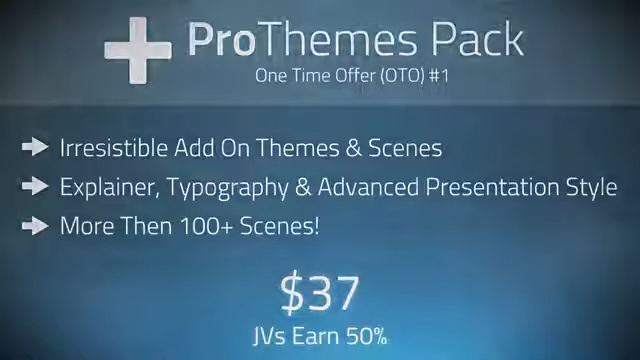 ProThemes Pack
One Time Offer (OTO) #1
Irresistible Add On Themes & Scenes
Explainer, Typography & Advanced Presentation Style
More Then 100+ Scenes!
$37
JVs Earn 50%